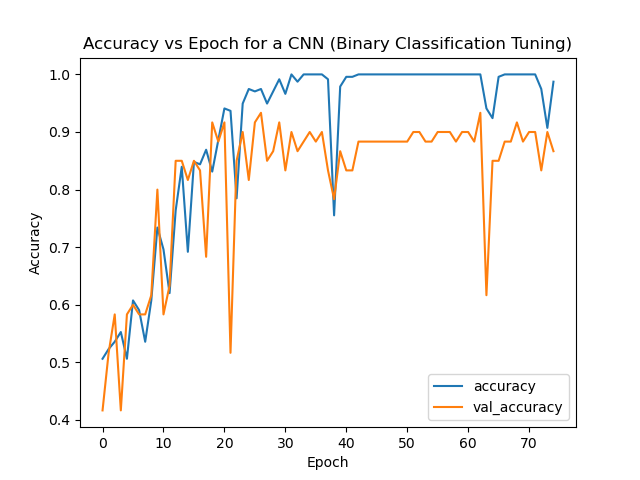 Accuracy vs Epoch for a CNN (Binary Classification Tuning)
1.0
0.9
0.8
0.7
0.6
0.5
0.4
Accuracy
accuracy
val_accuracy
0 10 20 30 40 50 60 70
Epoch